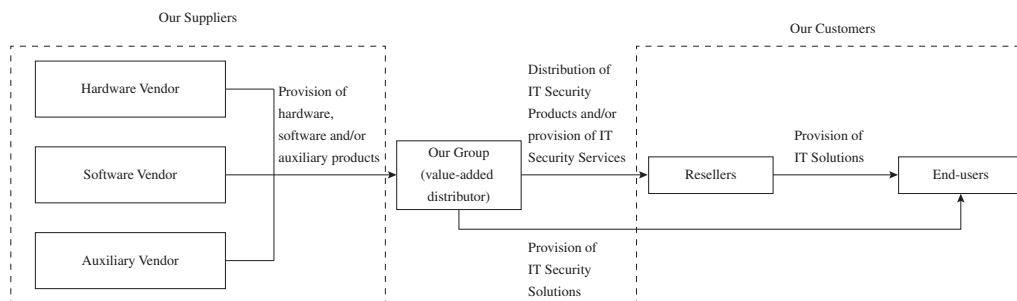 Our Suppliers
Hardware Vendor
Software Vendor
Auxiliary Vendor
Provision of
hardware,
software and/or
auxiliary products
Our Group
(value-added
distributor)
Distribution of
IT Security
Products and/or
provision of IT
Security Services
Provision of
IT Security
Solutions
Our Customers
Resellers
Provision of
IT Solutions
End-users